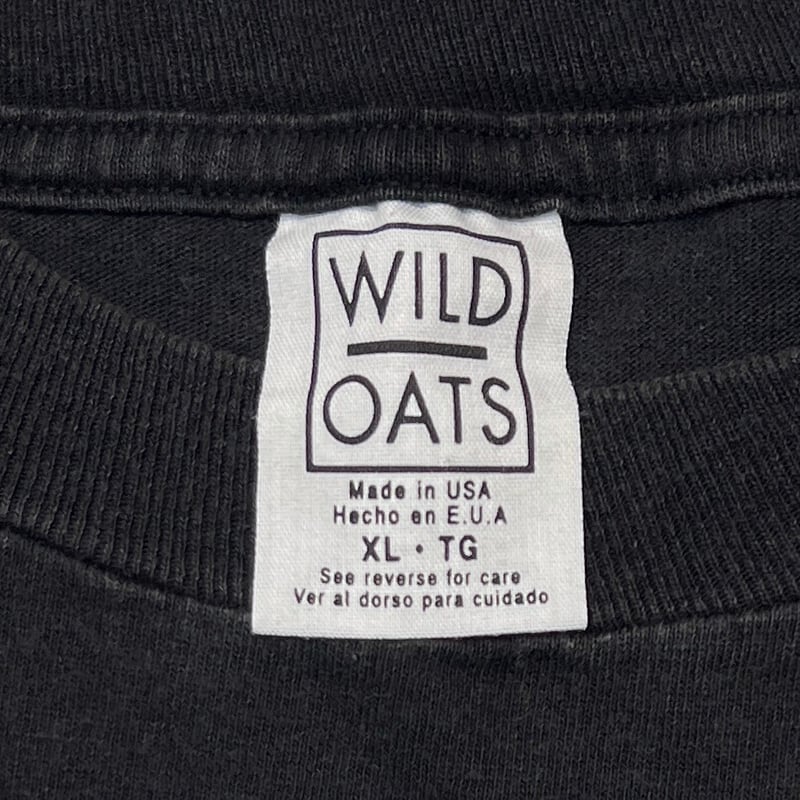 WILD
OATS
Made in USA
Hecho en E.U.A
XL · TG
See reverse for care
Ver al dorso para cuidado